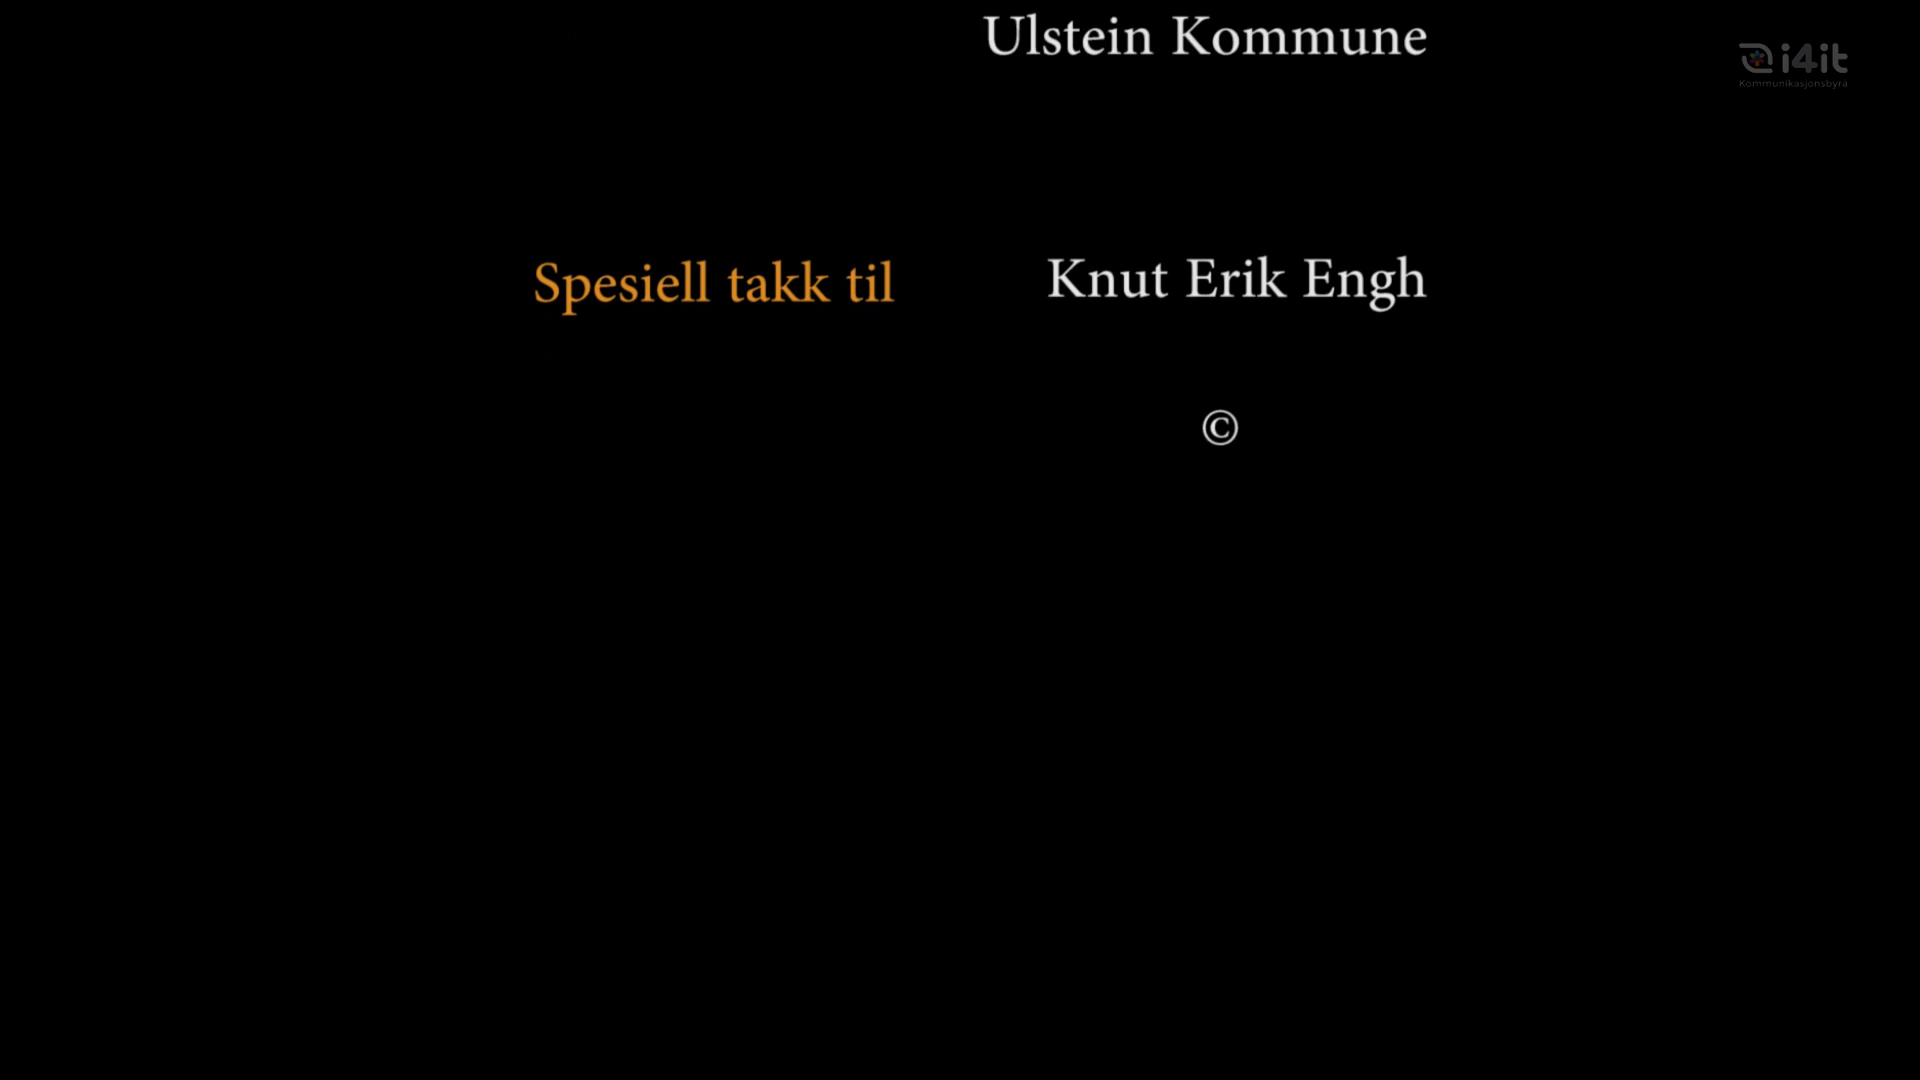 Ulstein Kommune
i4it
Kommunikasjonsbyrå
Spesiell takk til Knut Erik Engh
©